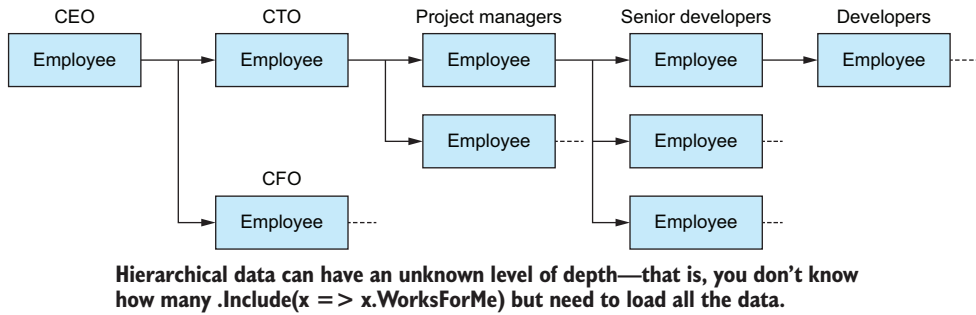 CEO
CTO
Project managers
Senior developers
Developers
Employee
Employee
Employee
Employee
Employee
Employee
Employee
CFO
Employee
Employee
Hierarchical data can have an unknown level of depth—that is, you don't know
how many .Include(x => x.WorksForMe) but need to load all the data.